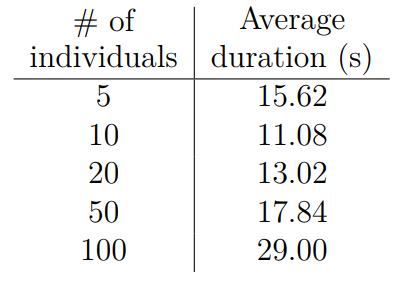 # of Average
individuals duration (s)
5 15.62
10 11.08
20 13.02
50 17.84
100 29.00